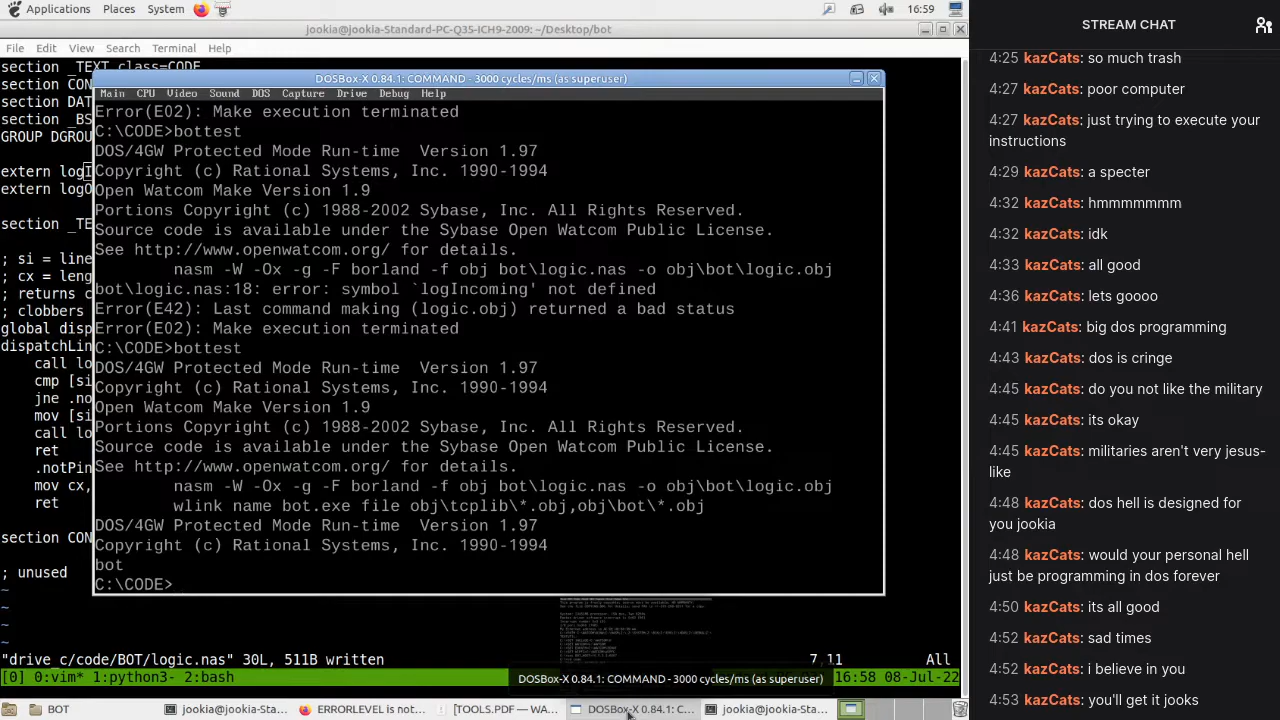 Applications Places System 16:59
jookia@jookia-Standard-PC-Q35-ICH9-2009: ~/Desktop/bot
File Edit View Search Terminal Help
section _TEXT class=CODE
section CON
section DAT
section _BS
GROUP DGROU
extern logI
extern logO
section _TE
; si = line
; cx = leng
; returns c
; clobbers
global disp
dispatchLin
call lo
cmp [si
jne .no
mov [si
call lo
ret
.notPin
mov cx,
ret
section CON
; unused
~
~
~
~
"drive_c/code/BOT/logic.nas" 30L, 511B written 7,11 All
[0] 0:vim* 1:python3- 2:bash 16:58 08-Jul-22
DOSBox-X 0.84.1: COMMAND - 3000 cycles/ms (as superuser)
Main CPU Video Sound DOS Capture Drive Debug Help
Error(E02): Make execution terminated
C:\CODE>bottest
DOS/4GW Protected Mode Run-time Version 1.97
Copyright (c) Rational Systems, Inc. 1990-1994
Open Watcom Make Version 1.9
Portions Copyright (c) 1988-2002 Sybase, Inc. All Rights Reserved.
Source code is available under the Sybase Open Watcom Public License.
See http://www.openwatcom.org/ for details.
nasm -W -Ox -g -F borland -f obj bot\logic.nas -o obj\bot\logic.obj
bot\logic.nas:18: error: symbol `logIncoming' not defined
Error(E42): Last command making (logic.obj) returned a bad status
Error(E02): Make execution terminated
C:\CODE>bottest
DOS/4GW Protected Mode Run-time Version 1.97
Copyright (c) Rational Systems, Inc. 1990-1994
Open Watcom Make Version 1.9
Portions Copyright (c) 1988-2002 Sybase, Inc. All Rights Reserved.
Source code is available under the Sybase Open Watcom Public License.
See http://www.openwatcom.org/ for details.
nasm -W -Ox -g -F borland -f obj bot\logic.nas -o obj\bot\logic.obj
wlink name bot.exe file obj\tcplib\*.obj,obj\bot\*.obj
DOS/4GW Protected Mode Run-time Version 1.97
Copyright (c) Rational Systems, Inc. 1990-1994
bot
C:\CODE>
DOSBox-X 0.84.1: COMMAND - 3000 cycles/ms (as superuser)
BOT jookia@jookia-Sta... ERRORLEVEL is not... [TOOLS.PDF — WA... DOSBox-X 0.84.1: C... jookia@jookia-Sta...
STREAM CHAT
4:25 kazCats: so much trash
4:27 kazCats: poor computer
4:27 kazCats: just trying to execute your
instructions
4:29 kazCats: a specter
4:32 kazCats: hmmmmmmm
4:32 kazCats: idk
4:33 kazCats: all good
4:36 kazCats: lets goooo
4:41 kazCats: big dos programming
4:43 kazCats: dos is cringe
4:45 kazCats: do you not like the military
4:45 kazCats: its okay
4:45 kazCats: militaries aren't very jesus-
like
4:48 kazCats: dos hell is designed for
you jookia
4:48 kazCats: would your personal hell
just be programming in dos forever
4:50 kazCats: is all good
4:52 kazCats: sad times
4:52 kazCats: i believe in you
4:53 kazCats: you'll get it jooks